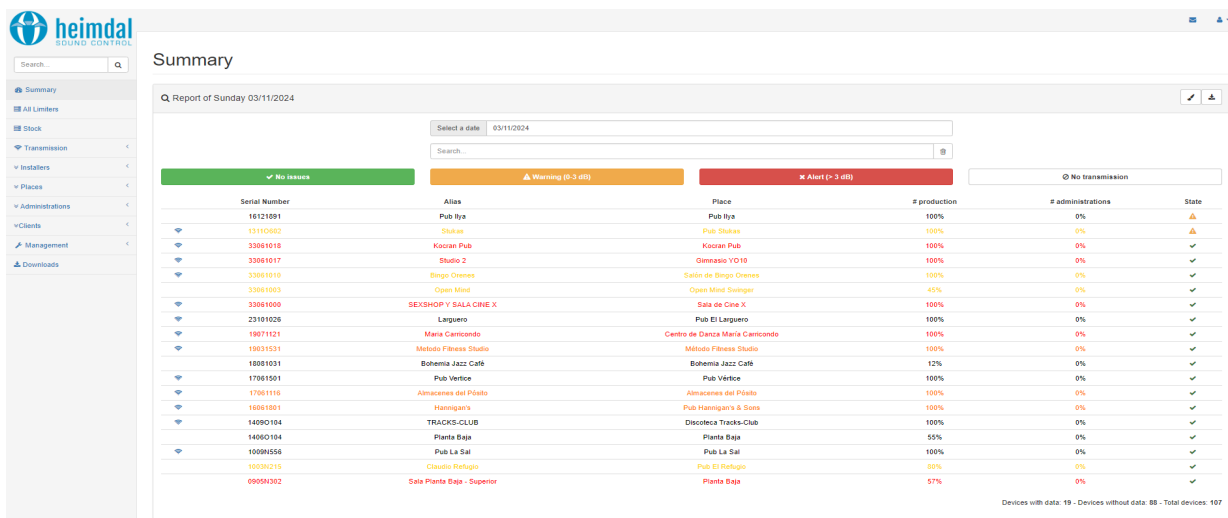 heimdal
SOUND CONTROL
Search...
Summary
All Limiters
Stock
Transmission
Installers
Places
Administrations
Clients
Management
Downloads
Summary
Report of Sunday 03/11/2024
Select a date 03/11/2024
Search...
No issues Warning (0-3 dB) Alert (> 3 dB) No transmission
Serial Number Alias Place # production # administrations State
16121891 Pub Ilya Pub Ilya 100% 0%
1311O602 Stukas Pub Stukas 100% 0%
33061018 Kocran Pub Kocran Pub 100% 0%
33061017 Studio 2 Gimnasio YO10 100% 0%
33061010 Bingo Orenes Salón de Bingo Orenes 100% 0%
33061003 Open Mind Open Mind Swinger 45% 0%
33061000 SEXSHOP Y SALA CINE X Sala de Cine X 100% 0%
23101026 Larguero Pub El Larguero 100% 0%
19071121 Maria Carricondo Centro de Danza María Carricondo 100% 0%
19031531 Metodo Fitness Studio Método Fitness Studio 100% 0%
18081031 Bohemia Jazz Café Bohemia Jazz Café 12% 0%
17061501 Pub Vertice Pub Vértice 100% 0%
17061116 Almacenes del Pósito Almacenes del Pósito 100% 0%
16061801 Hannigan's Pub Hannigan's & Sons 100% 0%
1409O104 TRACKS-CLUB Discoteca Tracks-Club 100% 0%
1406O104 Planta Baja Planta Baja 55% 0%
1009N556 Pub La Sal Pub La Sal 100% 0%
1003N215 Claudio Refugio Pub El Refugio 80% 0%
0905N302 Sala Planta Baja - Superior Planta Baja 57% 0%
Devices with data: 19 - Devices without data: 88 - Total devices: 107